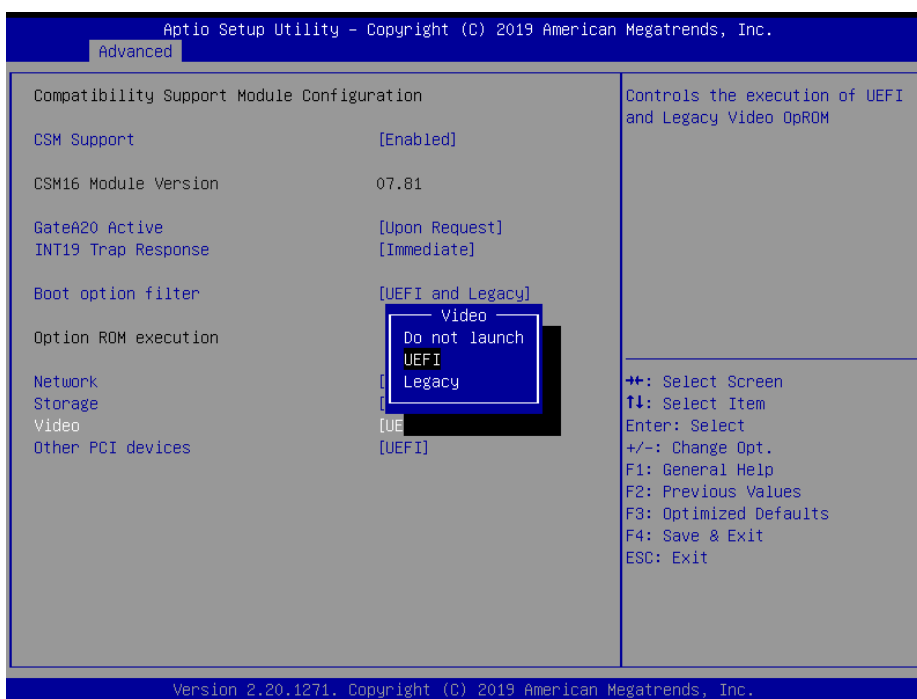 Aptio Setup Utility – Copyright (C) 2019 American Megatrends, Inc.
Advanced
Compatibility Support Module Configuration
CSM Support [Enabled]
CSM16 Module Version 07.81
GateA20 Active [Upon Request]
INT19 Trap Response [Immediate]
Boot option filter [UEFI and Legacy]
Option ROM execution
Network [
Storage [
Video [UE
Other PCI devices [UEFI]
Video
Do not launch
UEFI
Legacy
Controls the execution of UEFI
and Legacy Video OpROM
→←: Select Screen
↑↓: Select Item
Enter: Select
+/-: Change Opt.
F1: General Help
F2: Previous Values
F3: Optimized Defaults
F4: Save & Exit
ESC: Exit
Version 2.20.1271. Copyright (C) 2019 American Megatrends, Inc.